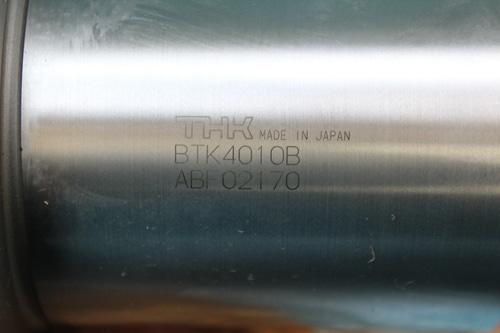 THK MADE IN JAPAN
BTK4010B
ABF02170